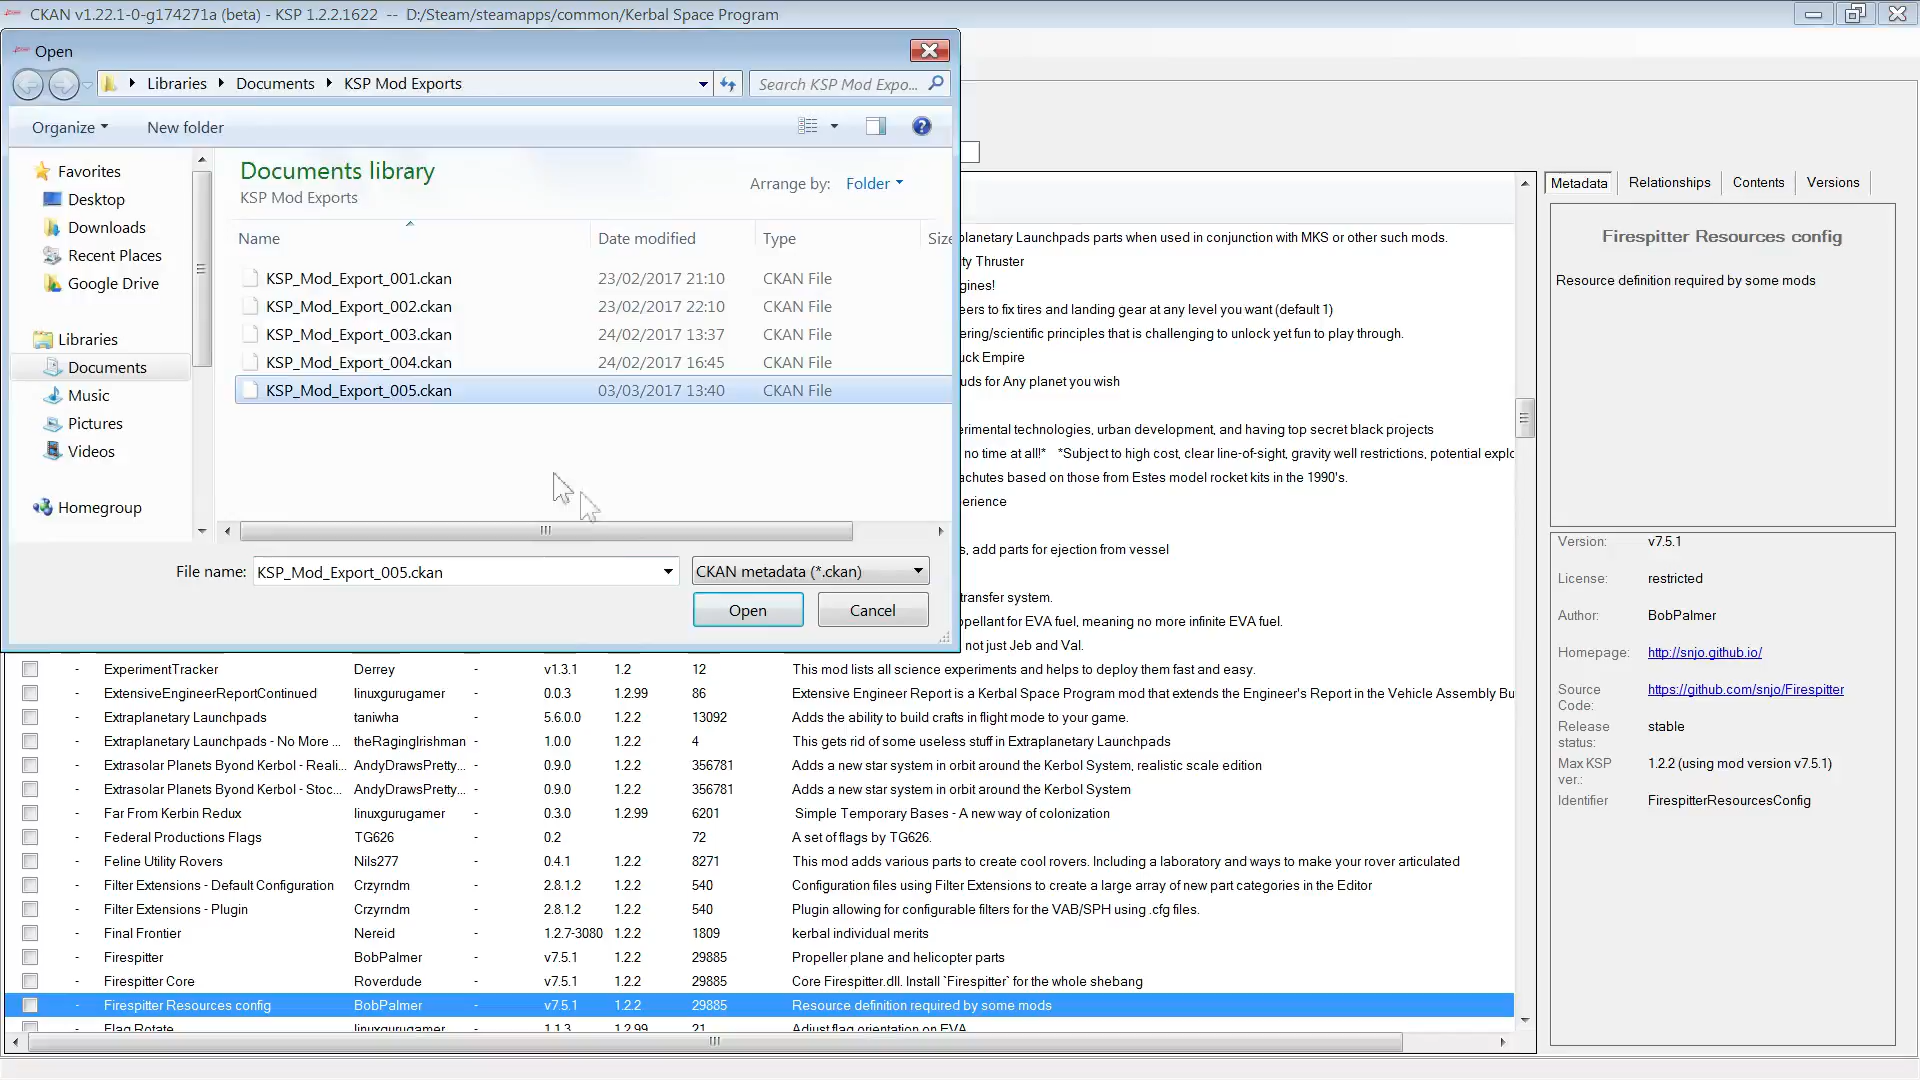 CKAN v1.22.1-0-g174271a (beta) - KSP 1.2.2.1622 -- D:/Steam/steamapps/common/Kerbal Space Program
Open
Libraries Documents KSP Mod Exports
Search KSP Mod Expo...
Organize New folder
Favorites
Desktop
Downloads
Recent Places
Google Drive
Libraries
Documents
Music
Pictures
Videos
Homegroup
Documents library
KSP Mod Exports
Arrange by: Folder
Name Date modified Type Size
KSP_Mod_Export_001.ckan 23/02/2017 21:10 CKAN File
KSP_Mod_Export_002.ckan 23/02/2017 22:10 CKAN File
KSP_Mod_Export_003.ckan 24/02/2017 13:37 CKAN File
KSP_Mod_Export_004.ckan 24/02/2017 16:45 CKAN File
KSP_Mod_Export_005.ckan 03/03/2017 13:40 CKAN File
File name: KSP_Mod_Export_005.ckan CKAN metadata (*.ckan)
Open Cancel
lanetary Launchpads parts when used in conjunction with MKS or other such mods.
ty Thruster
gines!
eers to fix tires and landing gear at any level you want (default 1)
ering/scientific principles that is challenging to unlock yet fun to play through.
uck Empire
uds for Any planet you wish
erimental technologies, urban development, and having top secret black projects
no time at all!* *Subject to high cost, clear line-of-sight, gravity well restrictions, potential explo
achutes based on those from Estes model rocket kits in the 1990's.
erience
s, add parts for ejection from vessel
transfer system.
opellant for EVA fuel, meaning no more infinite EVA fuel.
not just Jeb and Val.
- ExperimentTracker Derrey - v1.3.1 1.2 12 This mod lists all science experiments and helps to deploy them fast and easy.
- ExtensiveEngineerReportContinued linuxgurugamer - 0.0.3 1.2.99 86 Extensive Engineer Report is a Kerbal Space Program mod that extends the Engineer's Report in the Vehicle Assembly Bu
- Extraplanetary Launchpads taniwha - 5.6.0.0 1.2.2 13092 Adds the ability to build crafts in flight mode to your game.
- Extraplanetary Launchpads - No More ... theRagingIrishman - 1.0.0 1.2.2 4 This gets rid of some useless stuff in Extraplanetary Launchpads
- Extrasolar Planets Byond Kerbol - Reali... AndyDrawsPretty... - 0.9.0 1.2.2 356781 Adds a new star system in orbit around the Kerbol System, realistic scale edition
- Extrasolar Planets Byond Kerbol - Stoc... AndyDrawsPretty... - 0.9.0 1.2.2 356781 Adds a new star system in orbit around the Kerbol System
- Far From Kerbin Redux linuxgurugamer - 0.3.0 1.2.99 6201 Simple Temporary Bases - A new way of colonization
- Federal Productions Flags TG626 - 0.2 72 A set of flags by TG626.
- Feline Utility Rovers Nils277 - 0.4.1 1.2.2 8271 This mod adds various parts to create cool rovers. Including a laboratory and ways to make your rover articulated
- Filter Extensions - Default Configuration Crzyrndm - 2.8.1.2 1.2.2 540 Configuration files using Filter Extensions to create a large array of new part categories in the Editor
- Filter Extensions - Plugin Crzyrndm - 2.8.1.2 1.2.2 540 Plugin allowing for configurable filters for the VAB/SPH using .cfg files.
- Final Frontier Nereid - 1.2.7-3080 1.2.2 1809 kerbal individual merits
- Firespitter BobPalmer - v7.5.1 1.2.2 29885 Propeller plane and helicopter parts
- Firespitter Core Roverdude - v7.5.1 1.2.2 29885 Core Firespitter.dll. Install `Firespitter` for the whole shebang
- Firespitter Resources config BobPalmer - v7.5.1 1.2.2 29885 Resource definition required by some mods
- Flag Rotate linuxgurugamer - 1.1.3 1.2.99 21 Adjust flag orientation on EVA
Metadata Relationships Contents Versions
Firespitter Resources config
Resource definition required by some mods
Version: v7.5.1
License: restricted
Author: BobPalmer
Homepage: http://snjo.github.io/
Source Code: https://github.com/snjo/Firespitter
Release status: stable
Max KSP ver.: 1.2.2 (using mod version v7.5.1)
Identifier FirespitterResourcesConfig